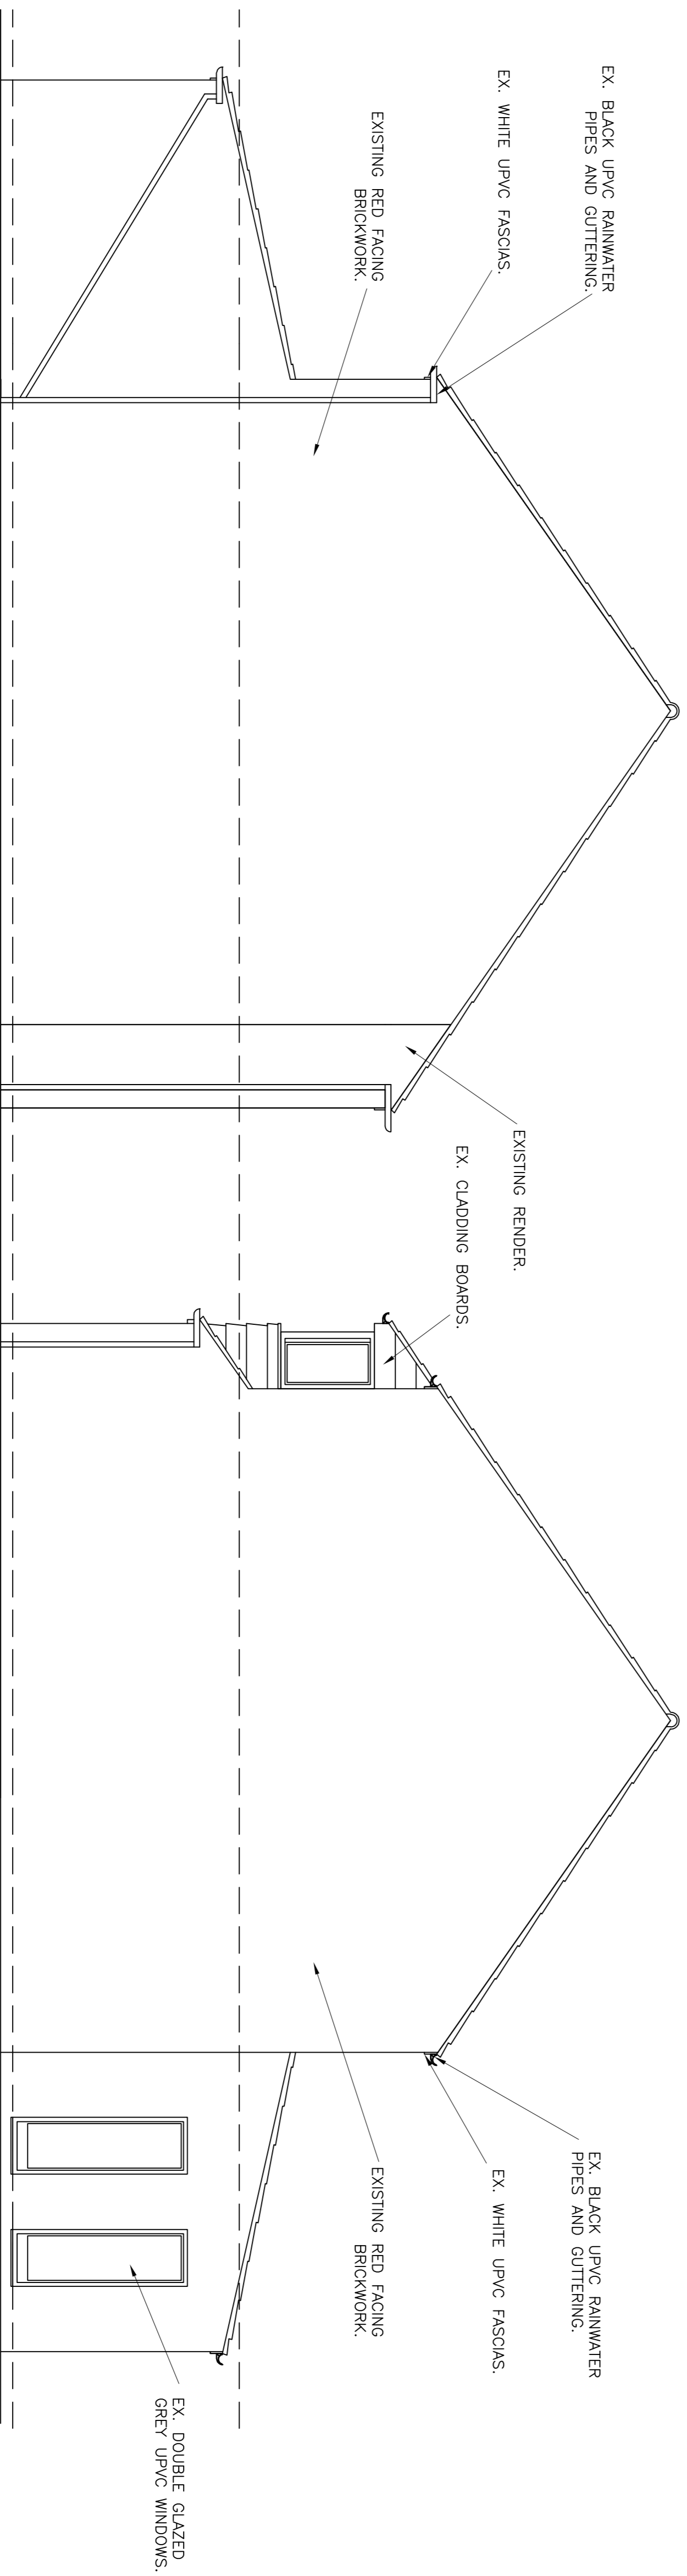 EX. BLACK UPVC RAINWATER
PIPES AND GUTTERING.
EX. WHITE UPVC FASCIAS.
EXISTING RED FACING
BRICKWORK.
EXISTING RENDER.
EX. CLADDING BOARDS.
EX. BLACK UPVC RAINWATER
PIPES AND GUTTERING.
EX. WHITE UPVC FASCIAS.
EXISTING RED FACING
BRICKWORK.
EX. DOUBLE GLAZED
GREY UPVC WINDOWS.